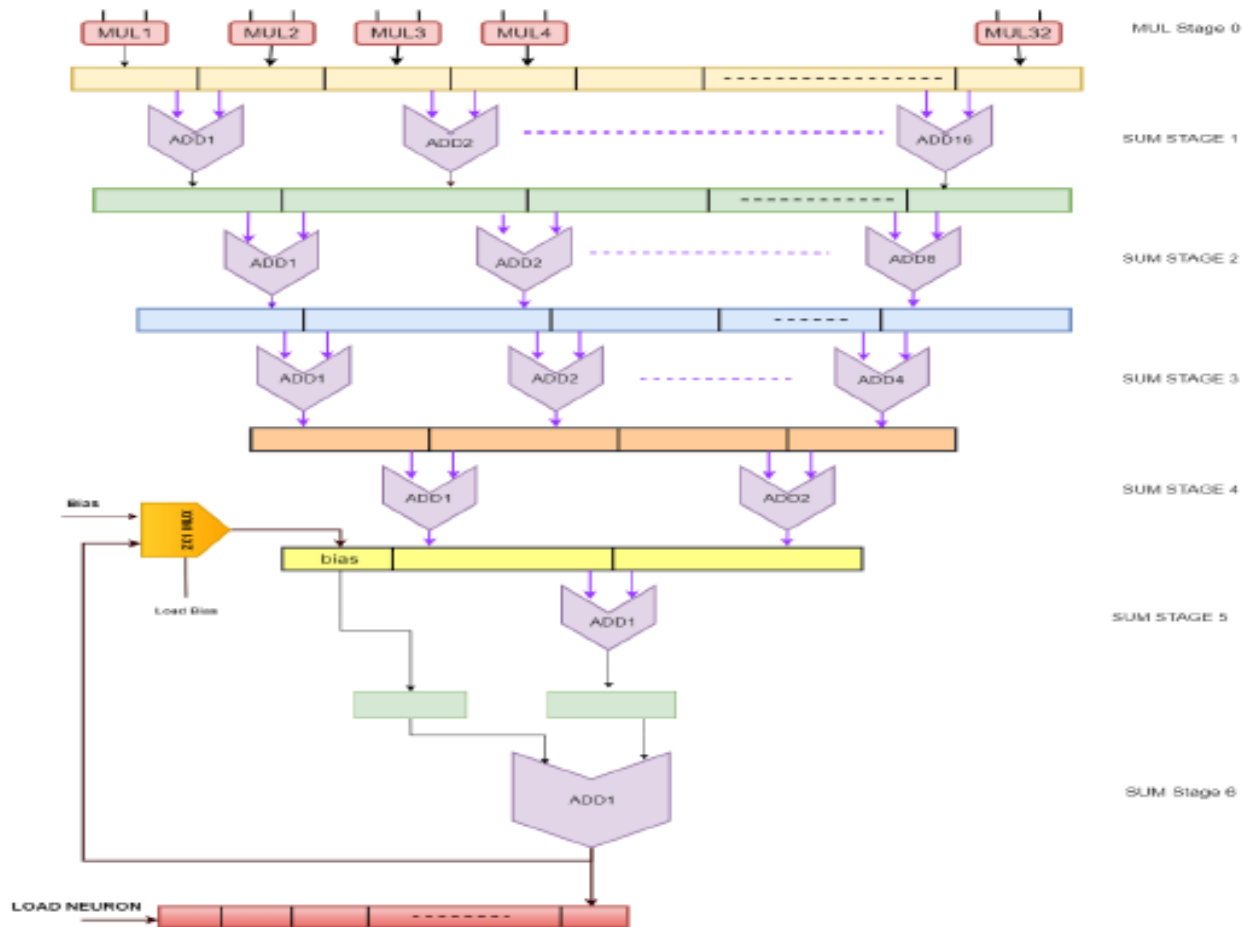 MUL1 MUL2 MUL3 MUL4 MUL32 MUL Stage 0
ADD1 ADD2 ADD16 SUM STAGE 1
ADD1 ADD2 ADD8 SUM STAGE 2
ADD1 ADD2 ADD4 SUM STAGE 3
ADD1 ADD2 SUM STAGE 4
Bias
2X1 MUX
bias
Load Bias
ADD1 SUM STAGE 5
ADD1 SUM Stage 6
LOAD NEURON